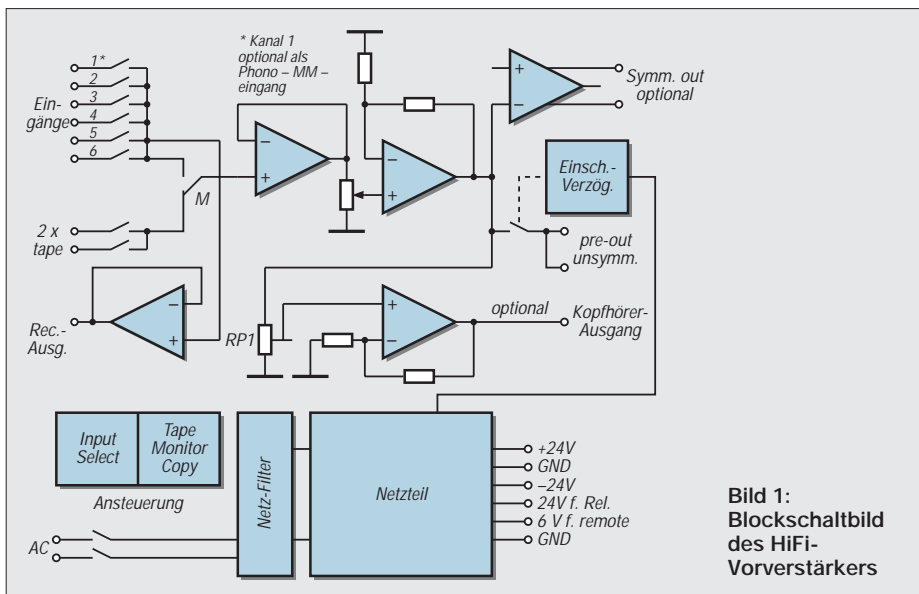 1*
2
3
4
5
6
Ein-
gänge
M
2 x
tape
Rec.-
Ausg.
* Kanal 1
optional als
Phono – MM –
eingang
−
+
−
+
−
+
+
−
Symm. out
optional
Einsch.-
Verzög.
pre-out
unsymm.
RP1
+
−
optional
Kopfhörer-
Ausgang
Input
Select
Tape
Monitor
Copy
Ansteuerung
AC
Netz-Filter
Netzteil
+24V
GND
−24V
24V f. Rel.
6 V f. remote
GND
Bild 1:
Blockschaltbild
des HiFi-
Vorverstärkers